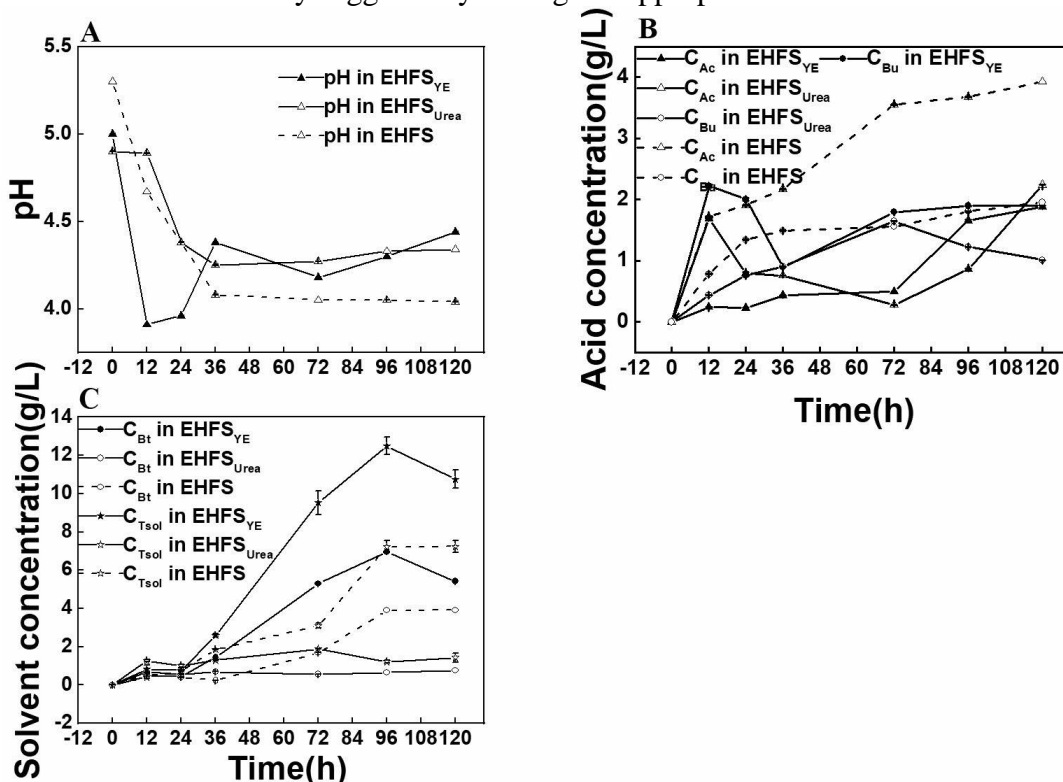 A
5.5
5.0
4.5
4.0
pH
pH in EHFS_YE
pH in EHFS_Urea
pH in EHFS
-12 0 12 24 36 48 60 72 84 96 108 120
B
Acid concentration(g/L)
4
3
2
1
0
C_Ac in EHFS_YE
C_Bu in EHFS_YE
C_Ac in EHFS_Urea
C_Bu in EHFS_Urea
C_Ac in EHFS
C_Bu in EHFS
-12 0 12 24 36 48 60 72 84 96 108 120
Time(h)
C
Solvent concentration(g/L)
14
12
10
8
6
4
2
0
-2
C_Bt in EHFS_YE
C_Bt in EHFS_Urea
C_Bt in EHFS
C_Tsol in EHFS_YE
C_Tsol in EHFS_Urea
C_Tsol in EHFS
-12 0 12 24 36 48 60 72 84 96 108 120
Time(h)